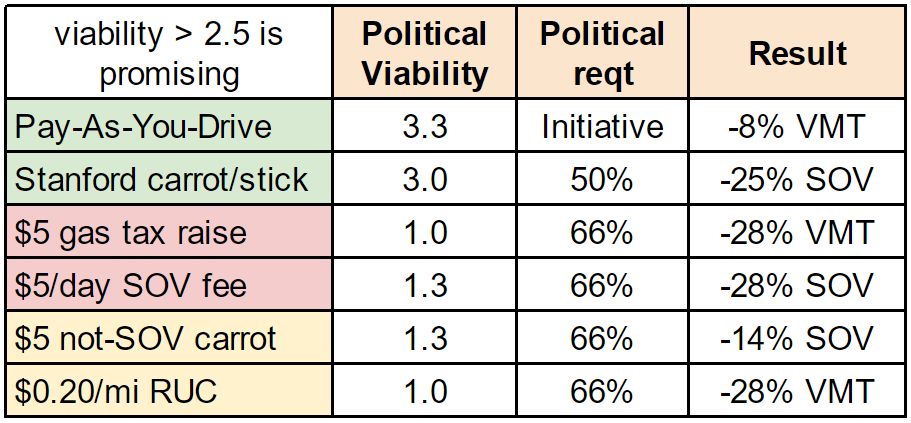 viability > 2.5 is promising | Political Viability | Political reqt | Result
Pay-As-You-Drive | 3.3 | Initiative | -8% VMT
Stanford carrot/stick | 3.0 | 50% | -25% SOV
$5 gas tax raise | 1.0 | 66% | -28% VMT
$5/day SOV fee | 1.3 | 66% | -28% SOV
$5 not-SOV carrot | 1.3 | 66% | -14% SOV
$0.20/mi RUC | 1.0 | 66% | -28% VMT